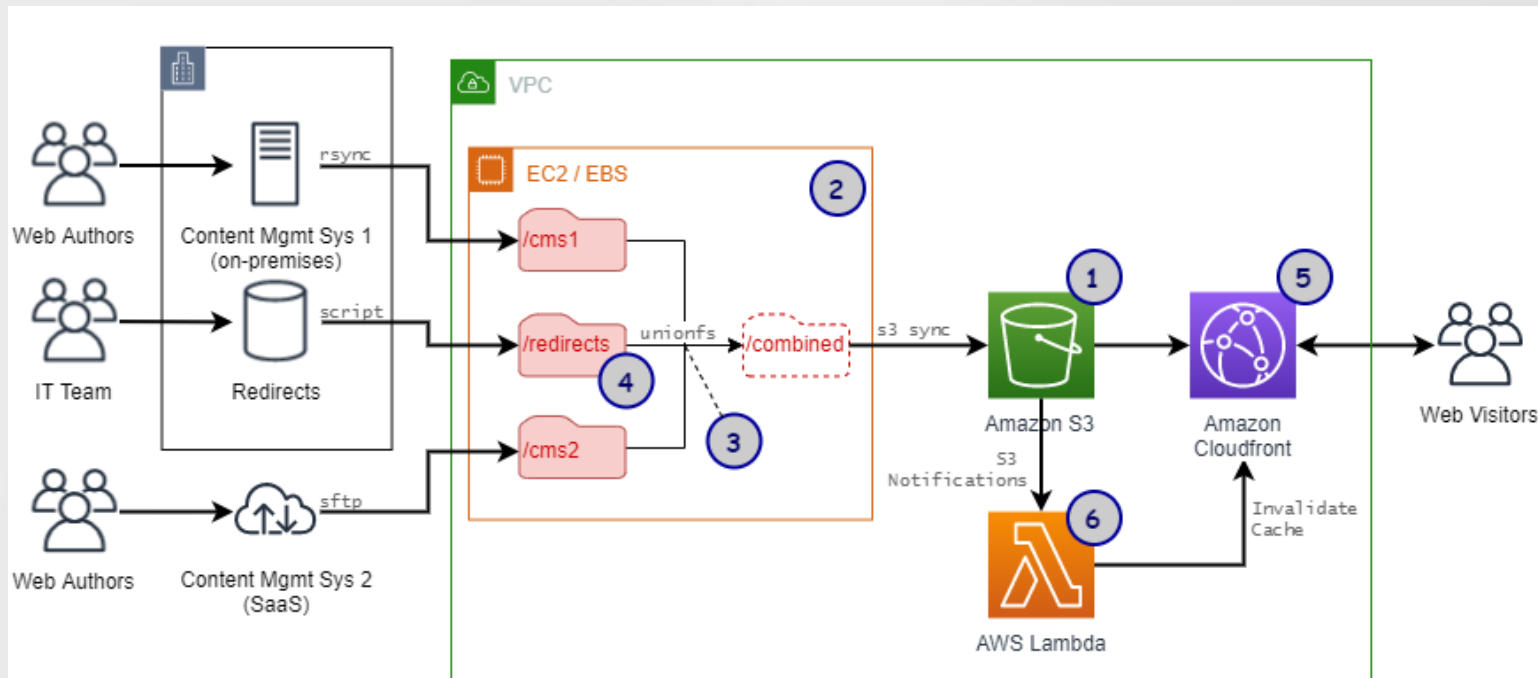 VPC
EC2 / EBS
2
rsync
Web Authors
Content Mgmt Sys 1
(on-premises)
/cms1
1
5
script
IT Team
Redirects
/redirects
4
unionfs
/combined
s3 sync
Amazon S3
Amazon
Cloudfront
Web Visitors
3
/cms2
S3
Notifications
sftp
Web Authors
Content Mgmt Sys 2
(SaaS)
6
Invalidate
Cache
AWS Lambda